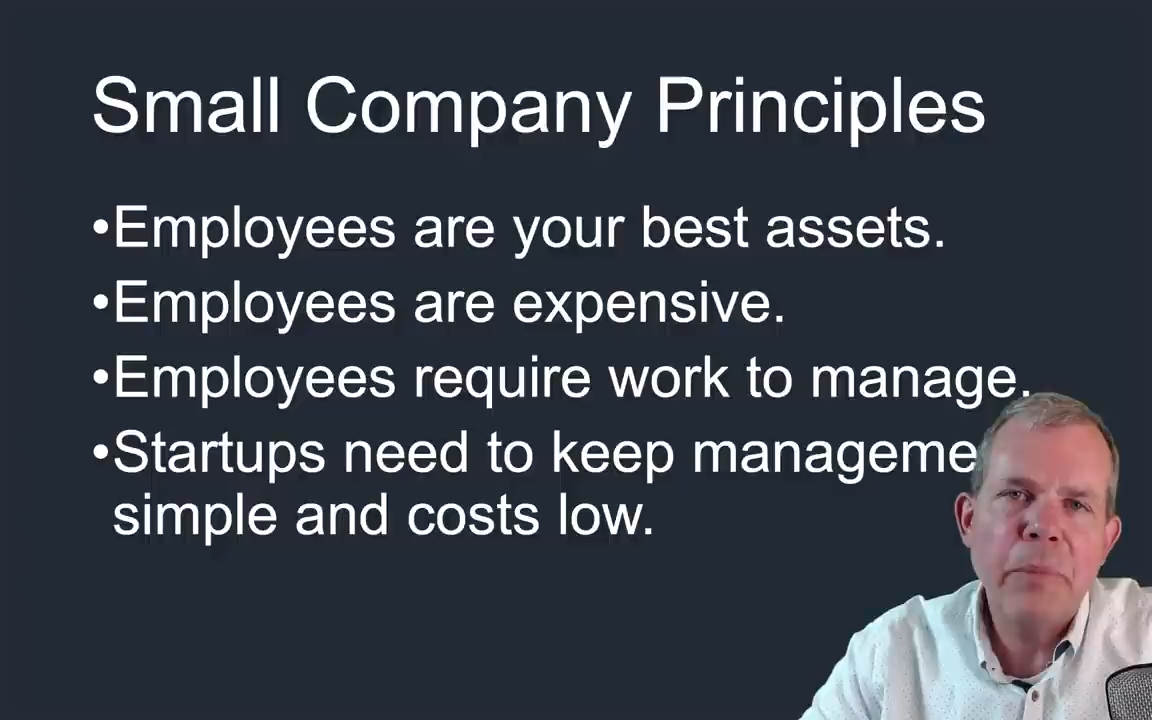 Small Company Principles
•Employees are your best assets.
•Employees are expensive.
•Employees require work to manage.
•Startups need to keep
simple and costs low.